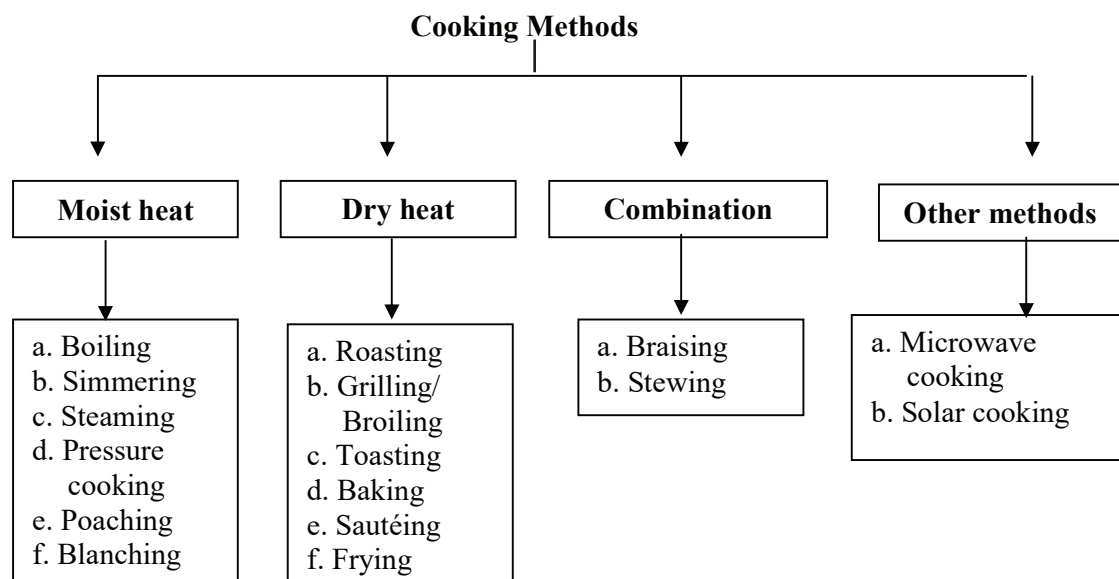 Cooking Methods
Moist heat
Dry heat
Combination
Other methods
a. Boiling
b. Simmering
c. Steaming
d. Pressure
cooking
e. Poaching
f. Blanching
a. Roasting
b. Grilling/
Broiling
c. Toasting
d. Baking
e. Sautéing
f. Frying
a. Braising
b. Stewing
a. Microwave
cooking
b. Solar cooking